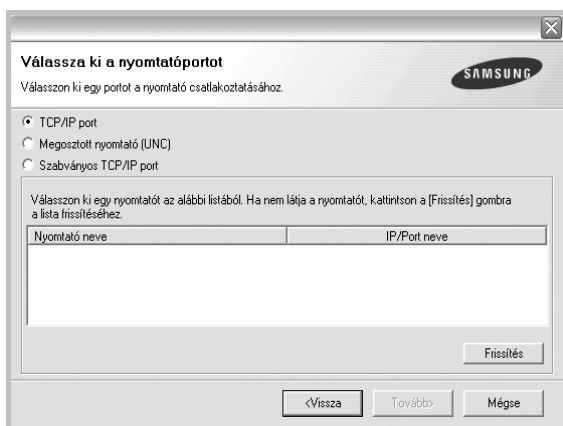 Válassza ki a nyomtatóportot
Válasszon ki egy portot a nyomtató csatlakoztatásához.
SAMSUNG
TCP/IP port
Megosztott nyomtató (UNC)
Szabványos TCP/IP port
Válasszon ki egy nyomtatót az alábbi listából. Ha nem látja a nyomtatót, kattintson a [Frissítés] gombra
a lista frissítéséhez.
Nyomtató neve IP/Port neve
Frissítés
<Vissza Tovább> Mégse